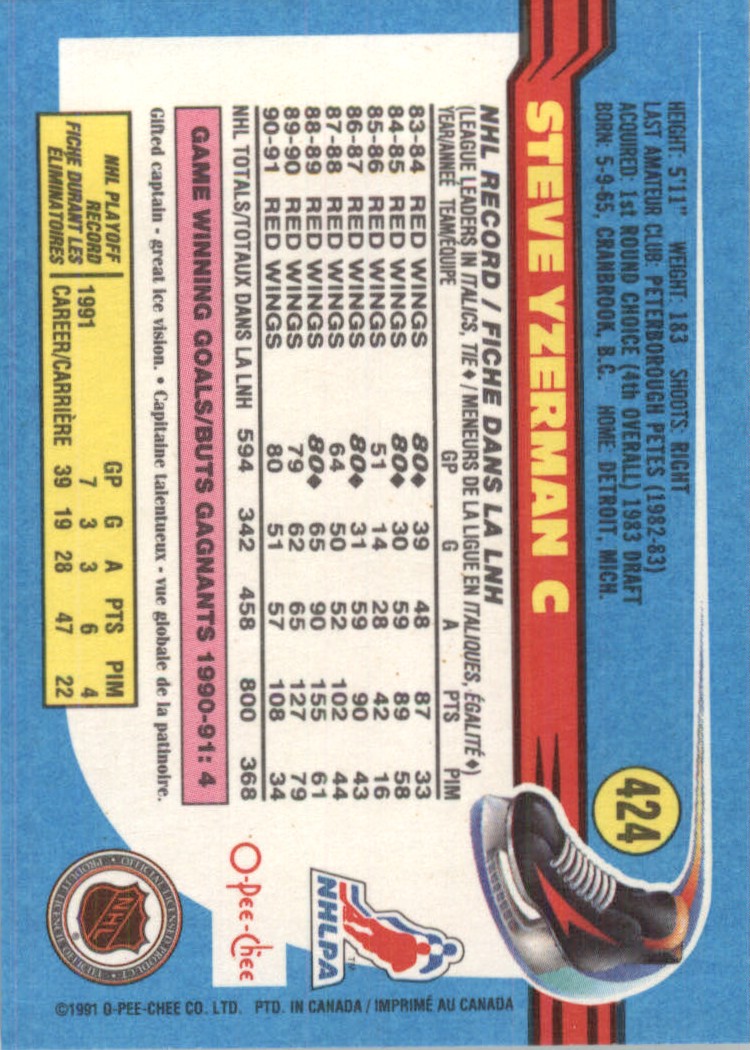 HEIGHT: 5'11" WEIGHT: 183 SHOOTS: RIGHT
LAST AMATEUR CLUB: PETERBOROUGH PETES (1982-83)
ACQUIRED: 1st ROUND CHOICE (4th OVERALL) 1983 DRAFT
BORN: 5-9-65, CRANBROOK, B.C. HOME: DETROIT, MICH.
424
STEVE YZERMAN C
NHL RECORD / FICHE DANS LA LNH
(LEAGUE LEADERS IN ITALICS, TIE ♦ / MENEURS DE LA LIGUE EN ITALIQUES, ÉGALITÉ ♦)
YEAR/ANNEÉ TEAM/ÉQUIPE GP G A PTS PIM
83-84 RED WINGS 80♦ 39 48 87 33
84-85 RED WINGS 80♦ 30 59 89 58
85-86 RED WINGS 51 14 28 42 16
86-87 RED WINGS 80♦ 31 59 90 43
87-88 RED WINGS 64 50 52 102 44
88-89 RED WINGS 80♦ 65 90 155 61
89-90 RED WINGS 79 62 65 127 79
90-91 RED WINGS 80 51 57 108 34
NHL TOTALS/TOTAUX DANS LA LNH 594 342 458 800 368
GAME WINNING GOALS/BUTS GAGNANTS 1990-91: 4
Gifted captain - great ice vision. • Capitaine talentueux - vue globale de la patinoire.
NHL PLAYOFF
RECORD
FICHE DURANT LES
ÉLIMINATOIRES
GP G A PTS PIM
1991 7 3 3 6 4
CAREER/CARRIÈRE 39 19 28 47 22
NHLPA
TM
O-Pee-Chee
OFFICIAL LICENSED PRODUCT • PRODUIT LICENCIÉ OFFICIEL •
NHL
®
©1991 O-PEE-CHEE CO. LTD. PTD. IN CANADA / IMPRIMÉ AU CANADA